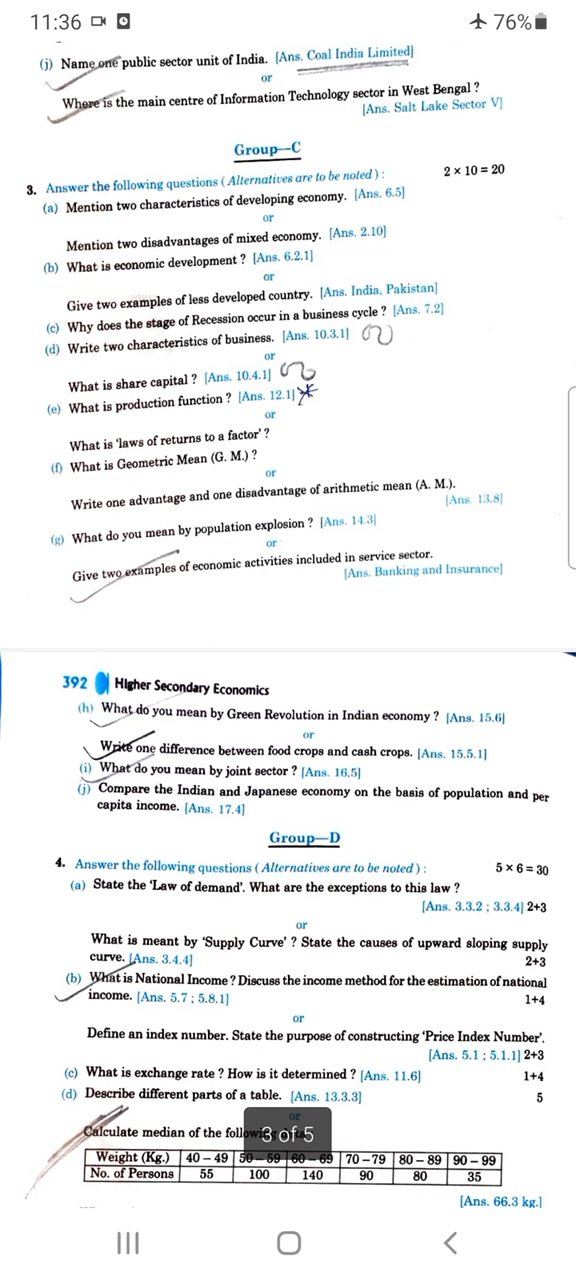 11:36 76%
(j) Name one public sector unit of India. [Ans. Coal India Limited]
or
Where is the main centre of Information Technology sector in West Bengal ?
[Ans. Salt Lake Sector V]
Group—C
3. Answer the following questions (Alternatives are to be noted) : 2 × 10 = 20
(a) Mention two characteristics of developing economy. [Ans. 6.5]
or
Mention two disadvantages of mixed economy. [Ans. 2.10]
(b) What is economic development ? [Ans. 6.2.1]
or
Give two examples of less developed country. [Ans. India, Pakistan]
(c) Why does the stage of Recession occur in a business cycle ? [Ans. 7.2]
(d) Write two characteristics of business. [Ans. 10.3.1]
or
What is share capital ? [Ans. 10.4.1]
(e) What is production function ? [Ans. 12.1]
or
What is 'laws of returns to a factor' ?
(f) What is Geometric Mean (G. M.) ?
or
Write one advantage and one disadvantage of arithmetic mean (A. M.).
[Ans. 13.8]
(g) What do you mean by population explosion ? [Ans. 14.3]
or
Give two examples of economic activities included in service sector.
[Ans. Banking and Insurance]
392 Higher Secondary Economics
(h) What do you mean by Green Revolution in Indian economy ? [Ans. 15.6]
or
Write one difference between food crops and cash crops. [Ans. 15.5.1]
(i) What do you mean by joint sector ? [Ans. 16.5]
(j) Compare the Indian and Japanese economy on the basis of population and per
capita income. [Ans. 17.4]
Group—D
4. Answer the following questions (Alternatives are to be noted) : 5 × 6 = 30
(a) State the 'Law of demand'. What are the exceptions to this law ?
[Ans. 3.3.2 ; 3.3.4] 2+3
or
What is meant by 'Supply Curve' ? State the causes of upward sloping supply
curve. [Ans. 3.4.4] 2+3
(b) What is National Income ? Discuss the income method for the estimation of national
income. [Ans. 5.7 ; 5.8.1] 1+4
or
Define an index number. State the purpose of constructing 'Price Index Number'.
[Ans. 5.1 ; 5.1.1] 2+3
(c) What is exchange rate ? How is it determined ? [Ans. 11.6] 1+4
(d) Describe different parts of a table. [Ans. 13.3.3] 5
or
Calculate median of the
3 of 5
Weight (Kg.) 40 – 49 50 – 59 60 – 69 70 – 79 80 – 89 90 – 99
No. of Persons 55 100 140 90 80 35
[Ans. 66.3 kg.]